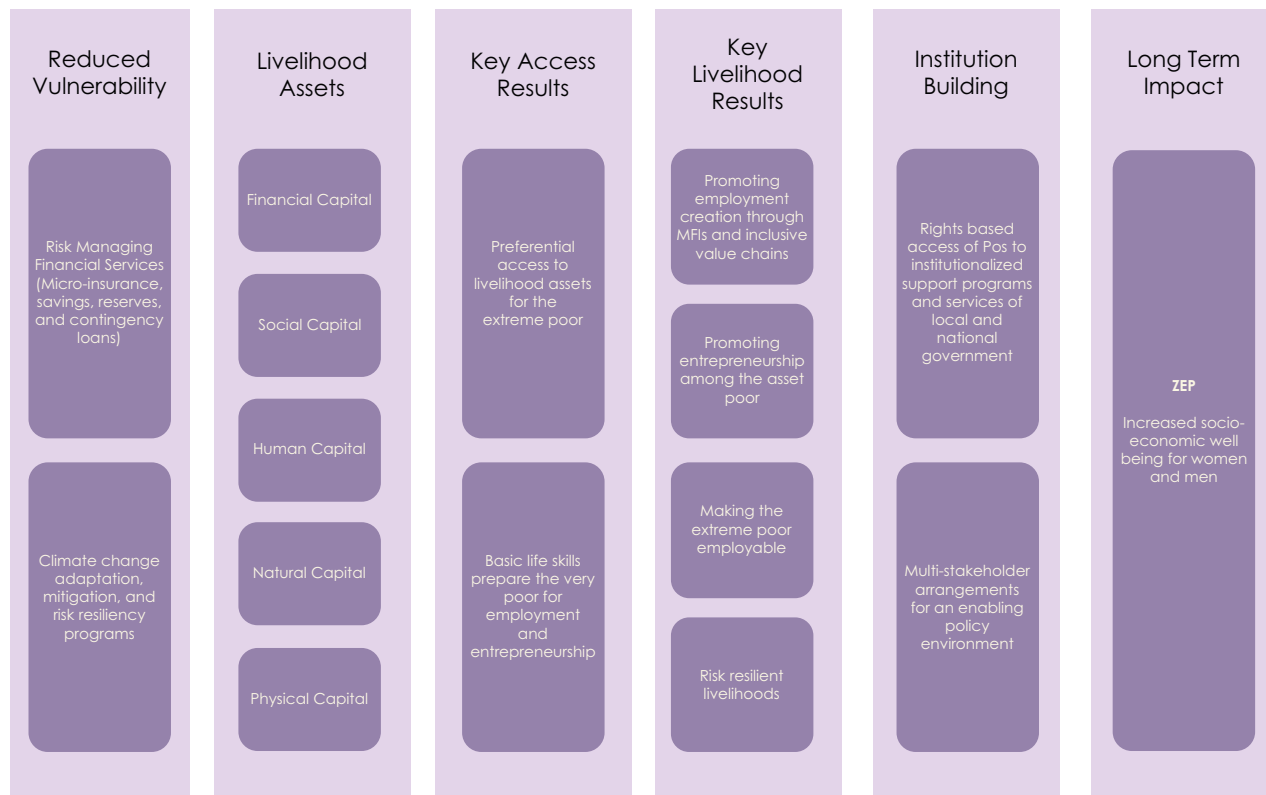 Reduced
Vulnerability
Risk Managing
Financial Services
(Micro-insurance,
savings, reserves,
and contingency
loans)
Climate change
adaptation,
mitigation, and
risk resiliency
programs
Livelihood
Assets
Financial Capital
Social Capital
Human Capital
Natural Capital
Physical Capital
Key Access
Results
Preferential
access to
livelihood assets
for the
extreme poor
Basic life skills
prepare the very
poor for
employment
and
entrepreneurship
Key
Livelihood
Results
Promoting
employment
creation through
MFIs and inclusive
value chains
Promoting
entrepreneurship
among the asset
poor
Making the
extreme poor
employable
Risk resilient
livelihoods
Institution
Building
Rights based
access of Pos to
institutionalized
support programs
and services of
local and
national
government
Multi-stakeholder
arrangements
for an enabling
policy
environment
Long Term
Impact
ZEP
Increased socio-
economic well
being for women
and men